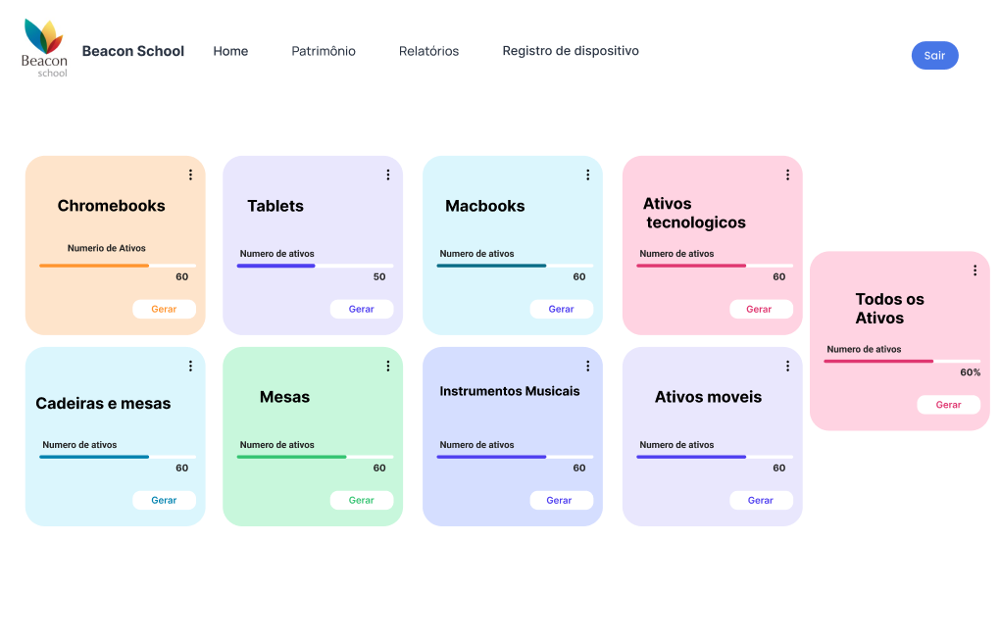 Beacon
school
Beacon School
Home
Patrimônio
Relatórios
Registro de dispositivo
Sair
Chromebooks
Numerio de Ativos
60
Gerar
Tablets
Numero de ativos
50
Gerar
Macbooks
Numero de ativos
60
Gerar
Ativos
tecnologicos
Numero de ativos
60
Gerar
Todos os
Ativos
Numero de ativos
60%
Gerar
Cadeiras e mesas
Numero de ativos
60
Gerar
Mesas
Numero de ativos
60
Gerar
Instrumentos Musicais
Numero de ativos
60
Gerar
Ativos moveis
Numero de ativos
60
Gerar